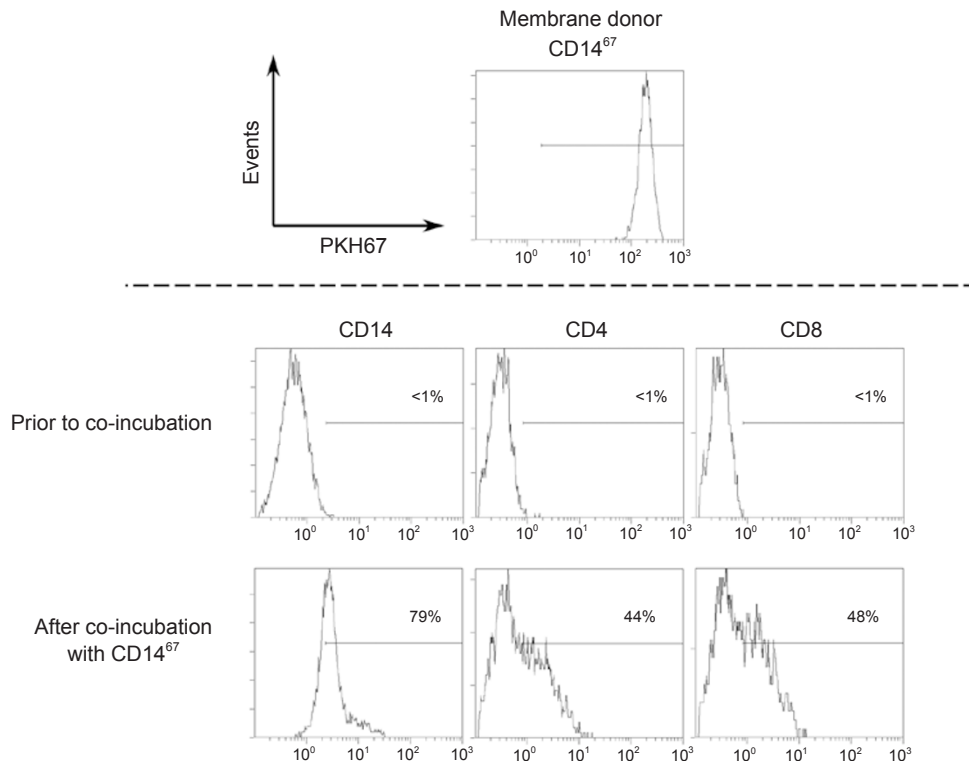 Membrane donor
CD14⁶⁷
Events
PKH67
10⁰ 10¹ 10² 10³
CD14 CD4 CD8
Prior to co-incubation
<1% <1% <1%
10⁰ 10¹ 10² 10³ 10⁰ 10¹ 10² 10³ 10⁰ 10¹ 10² 10³
After co-incubation
with CD14⁶⁷
79% 44% 48%
10⁰ 10¹ 10² 10³ 10⁰ 10¹ 10² 10³ 10⁰ 10¹ 10² 10³